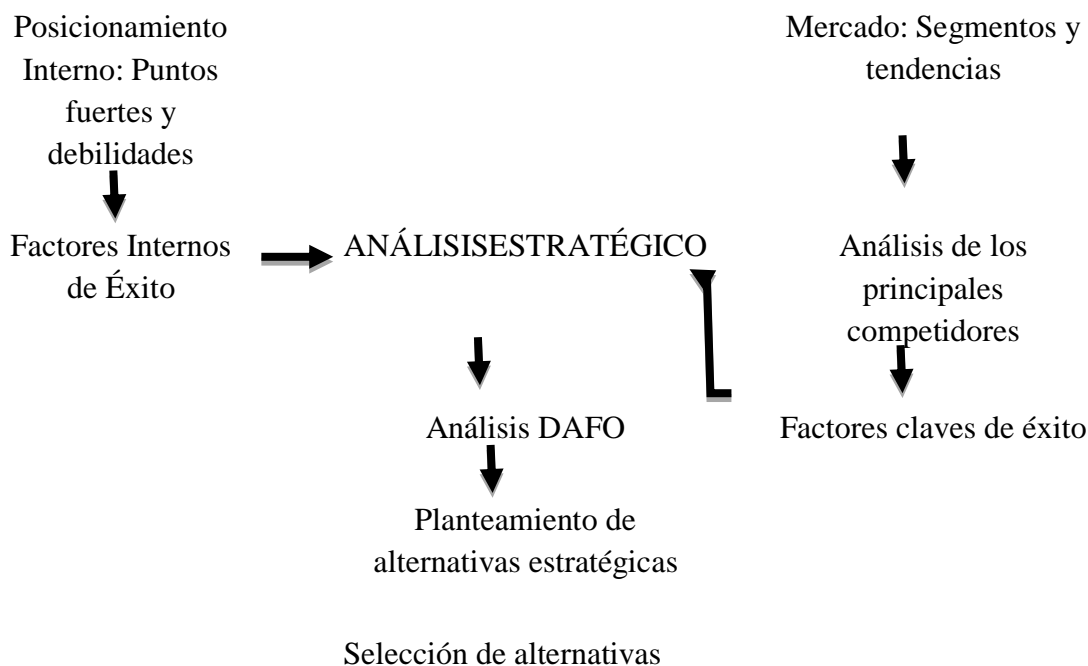 Posicionamiento
Interno: Puntos
fuertes y
debilidades
Factores Internos
de Éxito
ANÁLISISESTRATÉGICO
Análisis DAFO
Planteamiento de
alternativas estratégicas
Selección de alternativas
Mercado: Segmentos y
tendencias
Análisis de los
principales
competidores
Factores claves de éxito